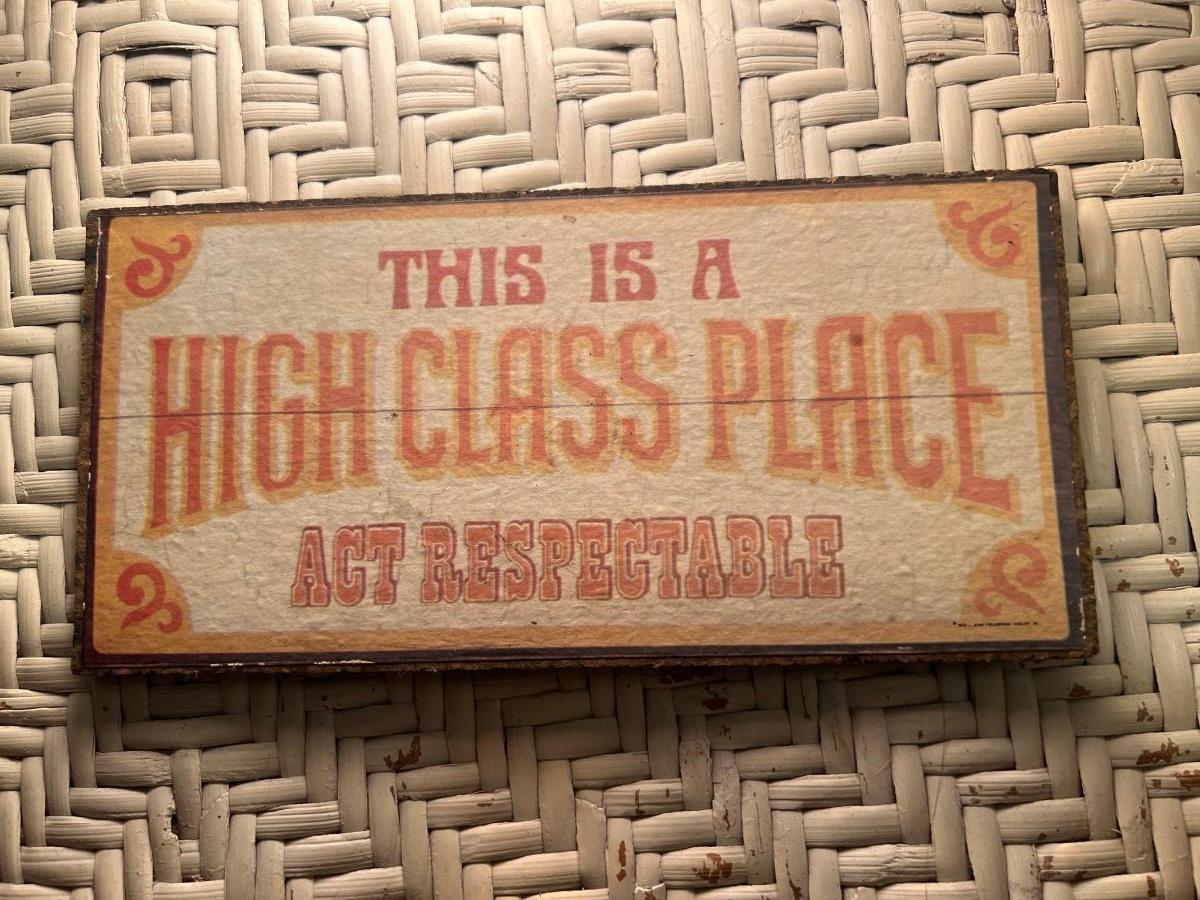 THIS IS A
HIGH CLASS PLACE
ACT RESPECTABLE